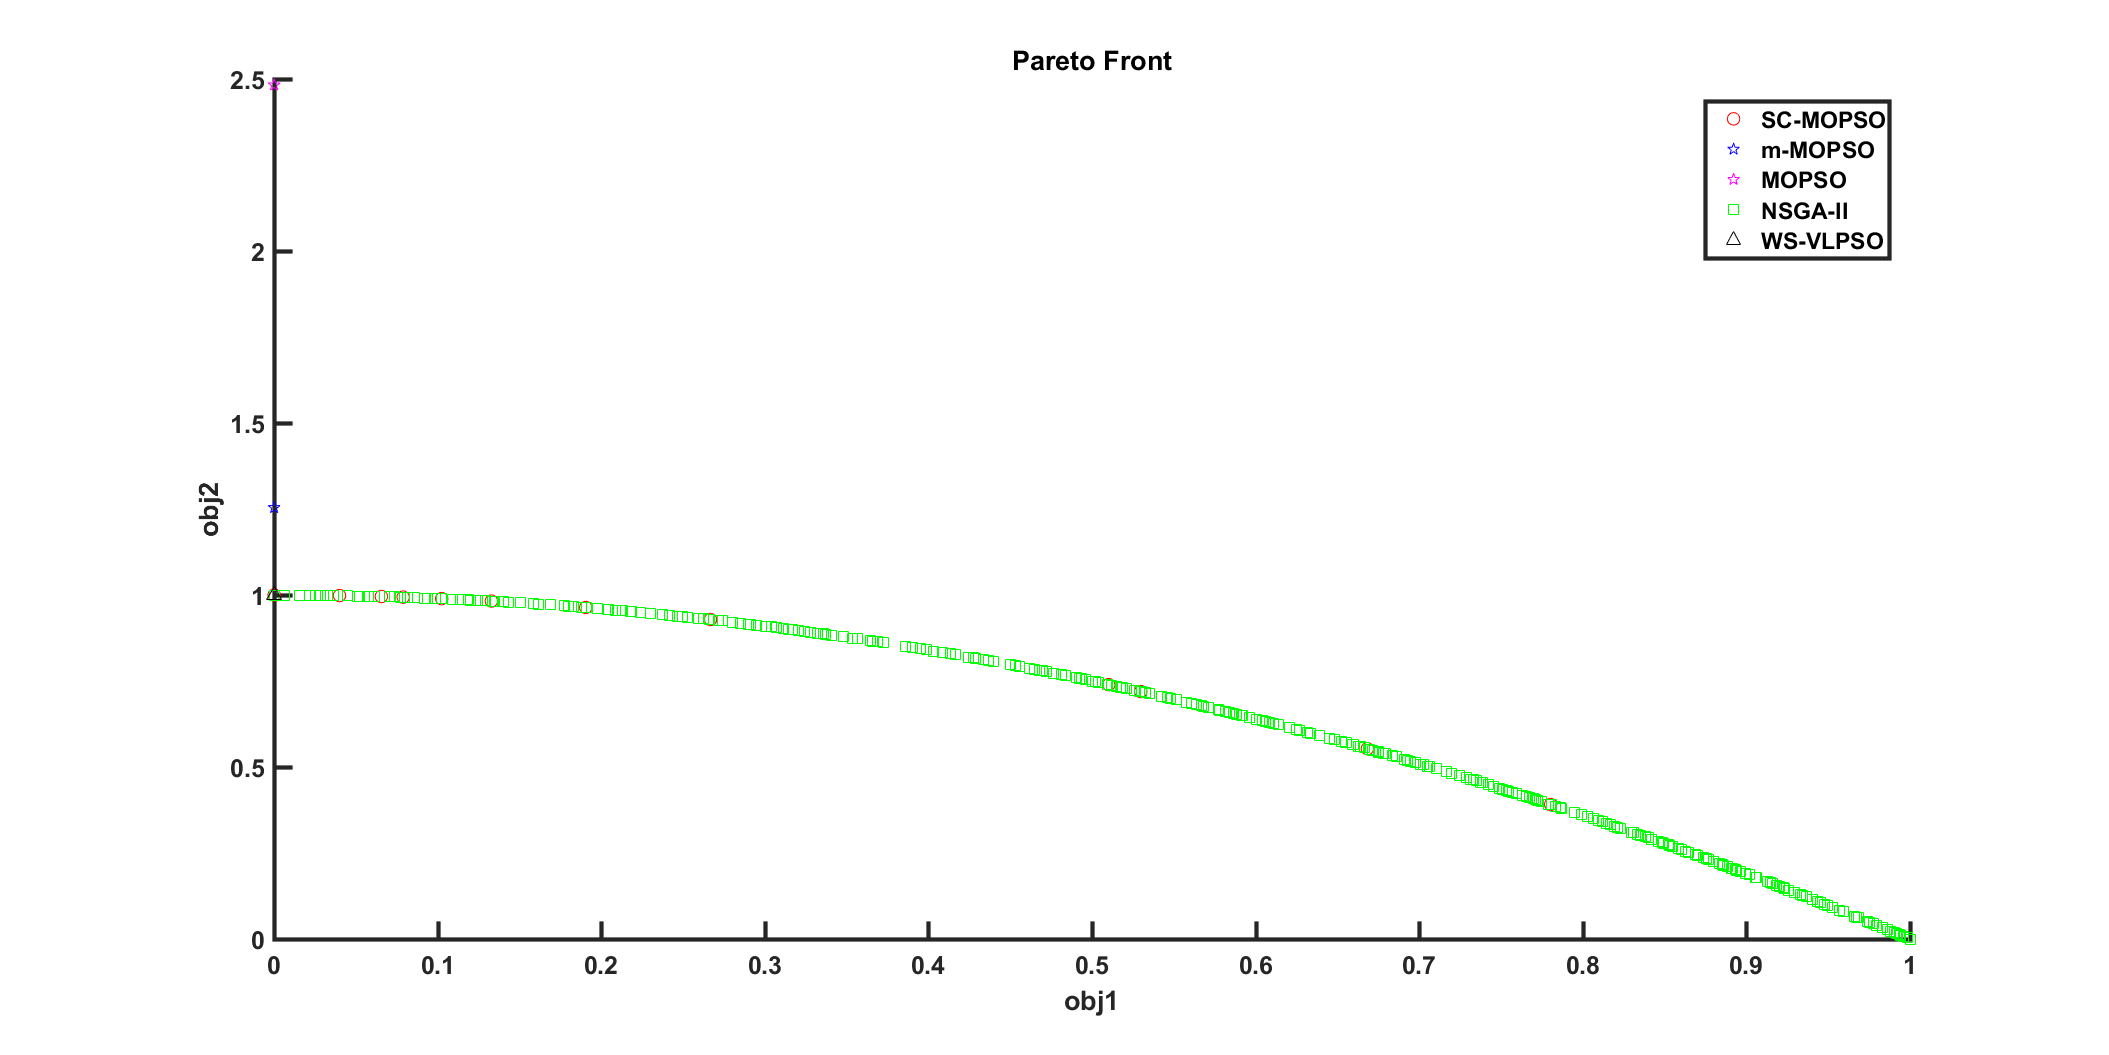 Pareto Front
2.5
2
1.5
1
0.5
0
obj2
SC-MOPSO
m-MOPSO
MOPSO
NSGA-II
WS-VLPSO
0 0.1 0.2 0.3 0.4 0.5 0.6 0.7 0.8 0.9 1
obj1